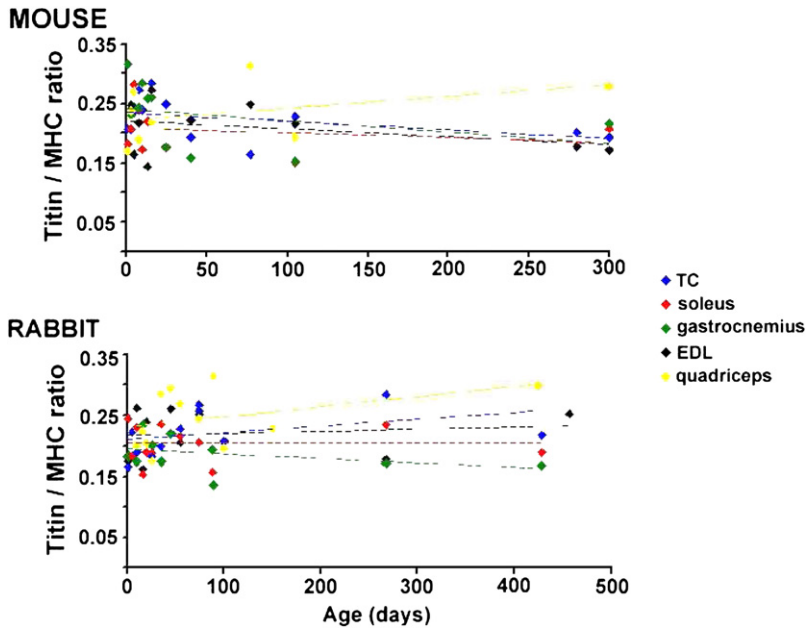 MOUSE
Titin / MHC ratio
0.35
0.25
0.15
0.05
0 50 100 150 200 250 300
TC
soleus
gastrocnemius
EDL
quadriceps
RABBIT
Titin / MHC ratio
0.35
0.25
0.15
0.05
0 100 200 300 400 500
Age (days)